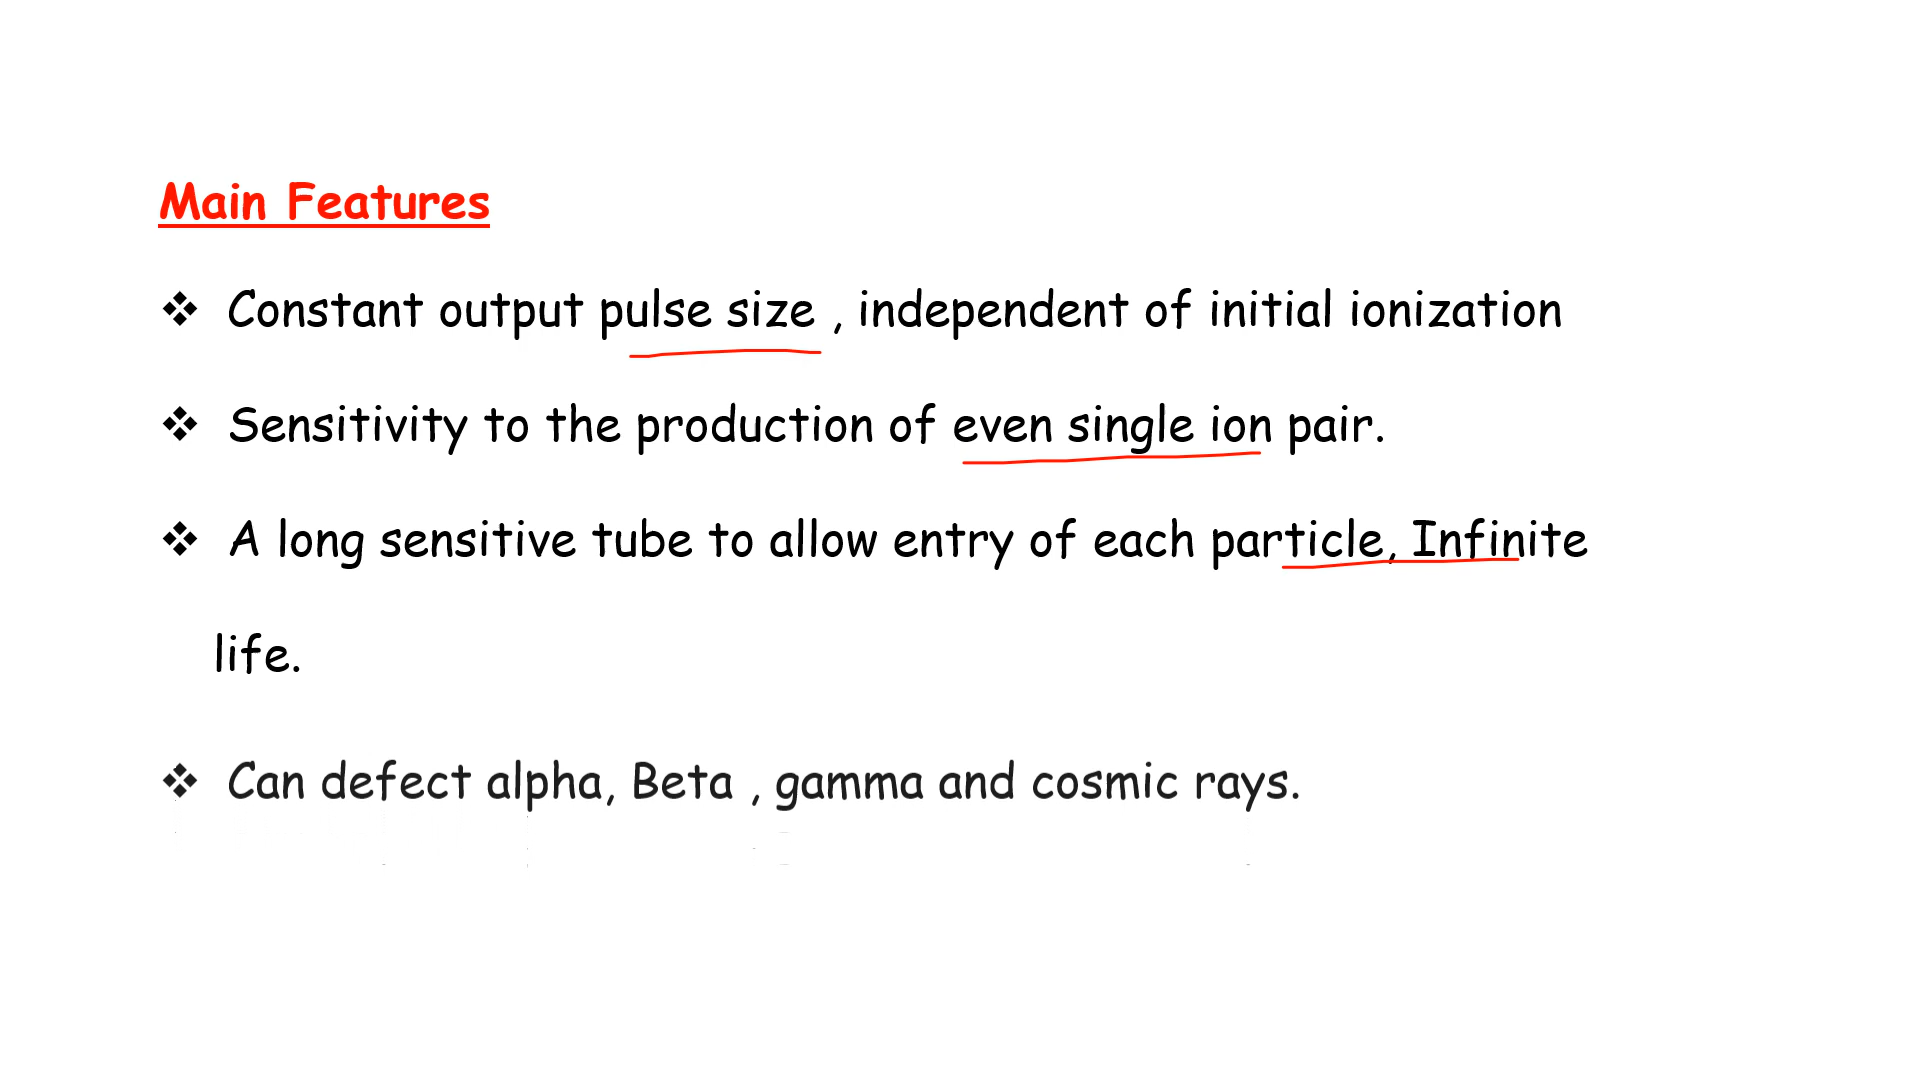 Main Features
❖ Constant output pulse size , independent of initial ionization
❖ Sensitivity to the production of even single ion pair.
❖ A long sensitive tube to allow entry of each particle, Infinite
life.
❖ Can defect alpha, Beta , gamma and cosmic rays.